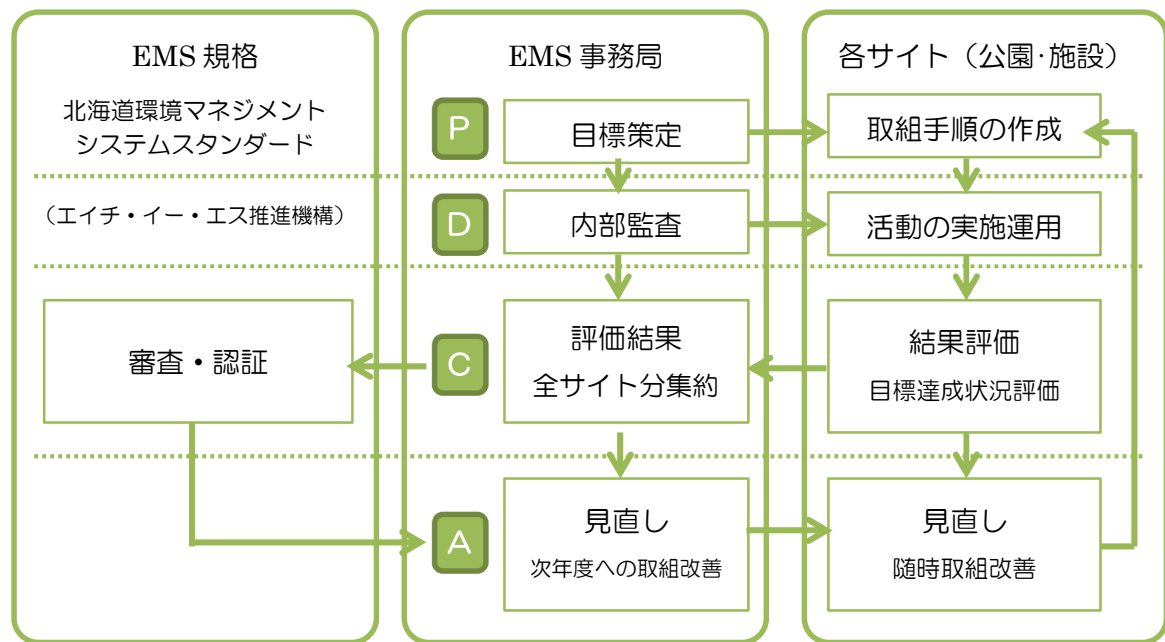 EMS 規格
北海道環境マネジメント
システムスタンダード
（エイチ・イー・エス推進機構）
審査・認証
EMS 事務局
P
目標策定
D
内部監査
C
評価結果
全サイト分集約
A
見直し
次年度への取組改善
各サイト（公園･施設）
取組手順の作成
活動の実施運用
結果評価
目標達成状況評価
見直し
随時取組改善